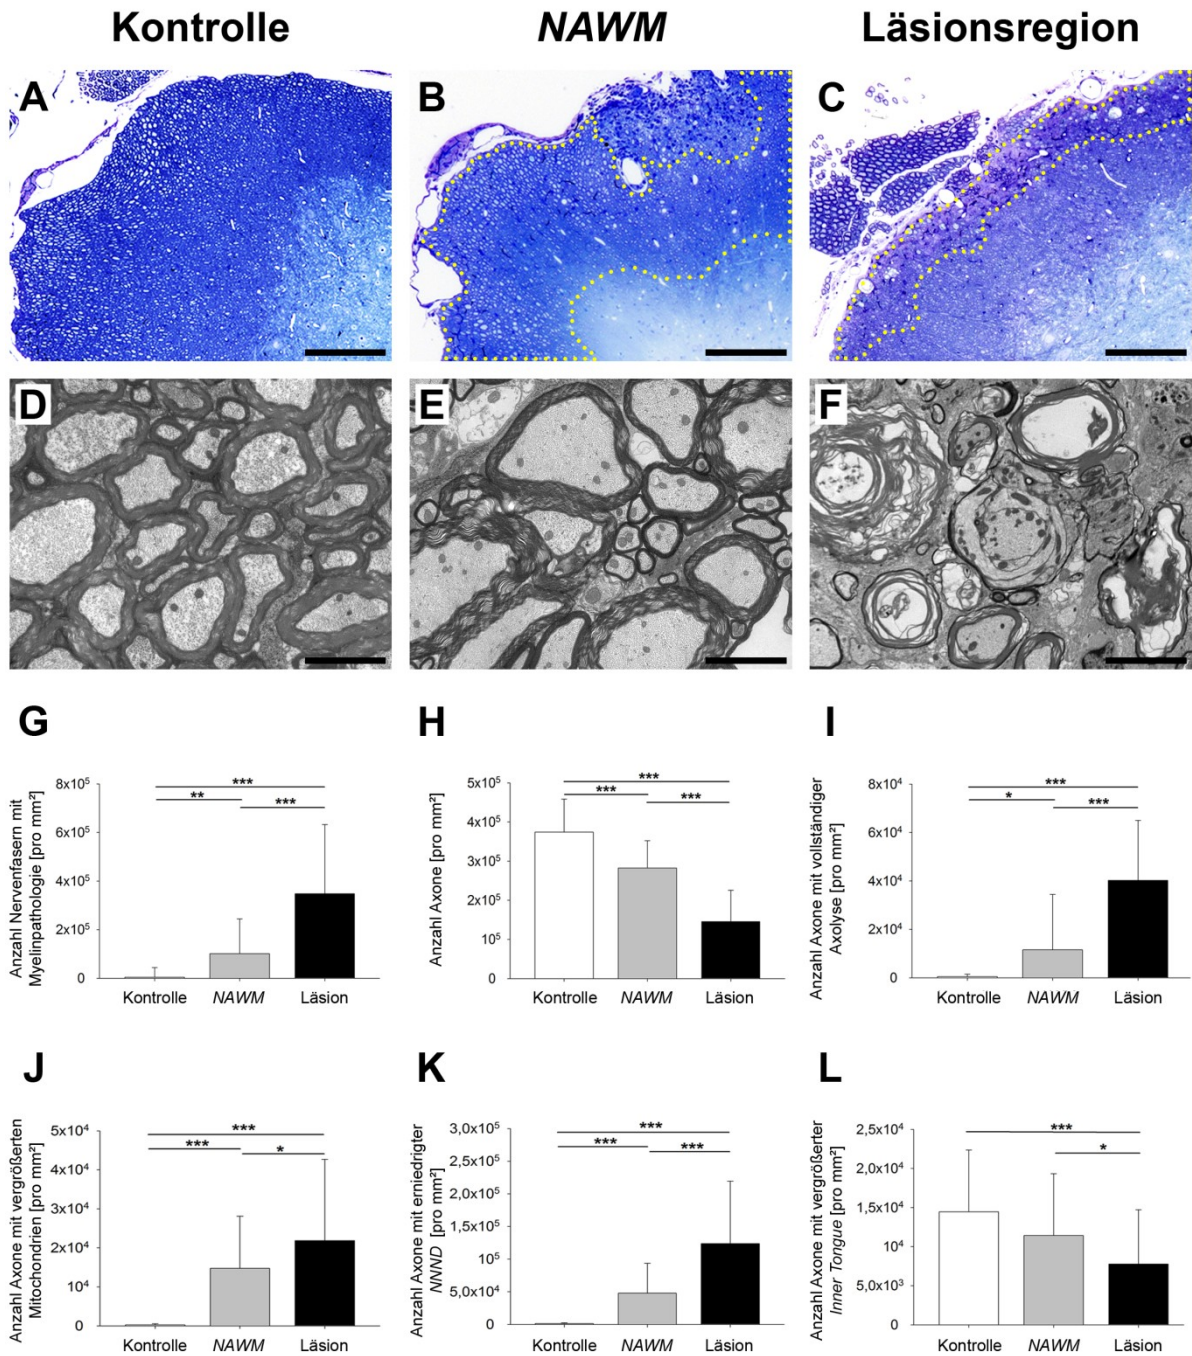 Kontrolle NAWM Läsionsregion
A B C
D E F
G H I
Anzahl Nervenfasern mit
Myelinpathologie [pro mm²]
8x10⁵
6x10⁵
4x10⁵
2x10⁵
0
***
** ***
Kontrolle NAWM Läsion
Anzahl Axone [pro mm²]
5x10⁵
4x10⁵
3x10⁵
2x10⁵
10⁵
0
***
*** ***
Kontrolle NAWM Läsion
Anzahl Axone mit vollständiger
Axolyse [pro mm²]
8x10⁴
6x10⁴
4x10⁴
2x10⁴
0
***
* ***
Kontrolle NAWM Läsion
J K L
Anzahl Axone mit vergrößerten
Mitochondrien [pro mm²]
5x10⁴
4x10⁴
3x10⁴
2x10⁴
10⁴
0
***
*** *
Kontrolle NAWM Läsion
Anzahl Axone mit erniedrigter
NNND [pro mm²]
3,0x10⁵
2,5x10⁵
2,0x10⁵
1,5x10⁵
10⁵
5,0x10⁴
0
***
*** ***
Kontrolle NAWM Läsion
Anzahl Axone mit vergrößerter
Inner Tongue [pro mm²]
2,5x10⁴
2,0x10⁴
1,5x10⁴
10⁴
5,0x10³
0
***
*
Kontrolle NAWM Läsion